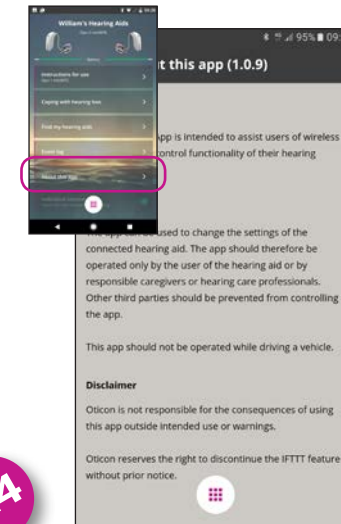 William's Hearing Aids
Instructions for use
Coping with hearing loss
Find my hearing aids
Event log
About this app
95% 09:
t this app (1.0.9)
App is intended to assist users of wireless
control functionality of their hearing
The app can be used to change the settings of the
connected hearing aid. The app should therefore be
operated only by the user of the hearing aid or by
responsible caregivers or hearing care professionals.
Other third parties should be prevented from controlling
the app.
This app should not be operated while driving a vehicle.
Disclaimer
Oticon is not responsible for the consequences of using
this app outside intended use or warnings.
Oticon reserves the right to discontinue the IFTTT feature
without prior notice.
4